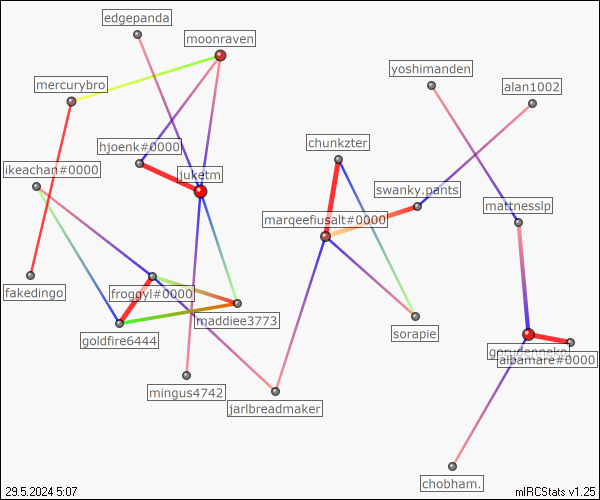 edgepanda
moonraven
yoshimanden
mercurybro
alan1002
hjoenk#0000
chunkzter
ikeachan#0000
juketm
swanky.pants
mattnesslp
marqeefiusalt#0000
fakedingo
froggyl#0000
maddiee3773
goldfire6444
sorapie
albamare#0000
mingus4742
jarlbreadmaker
chobham.
29.5.2024 5:07
mIRCStats v1.25